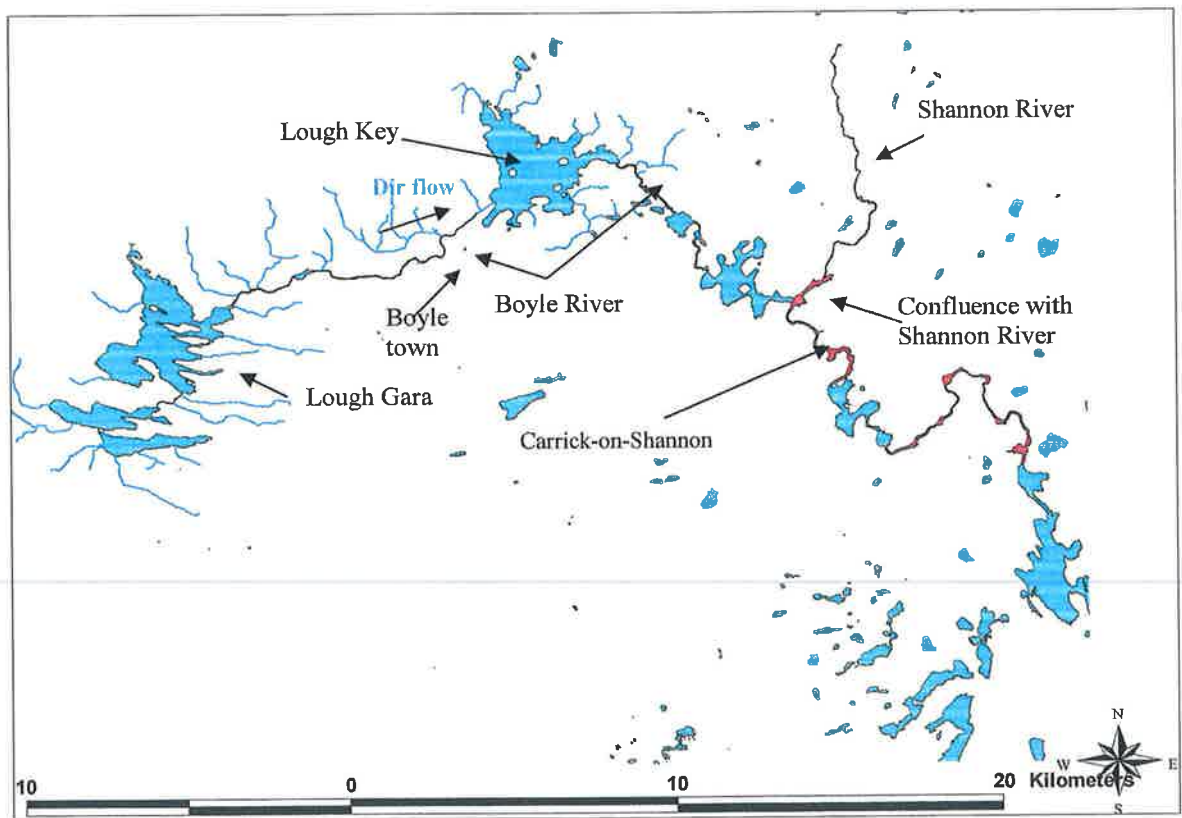 Shannon River
Lough Key
Dir flow
Boyle River
Boyle
town
Confluence with
Shannon River
Lough Gara
Carrick-on-Shannon
N
W
E
S
10
0
10
20
Kilometers